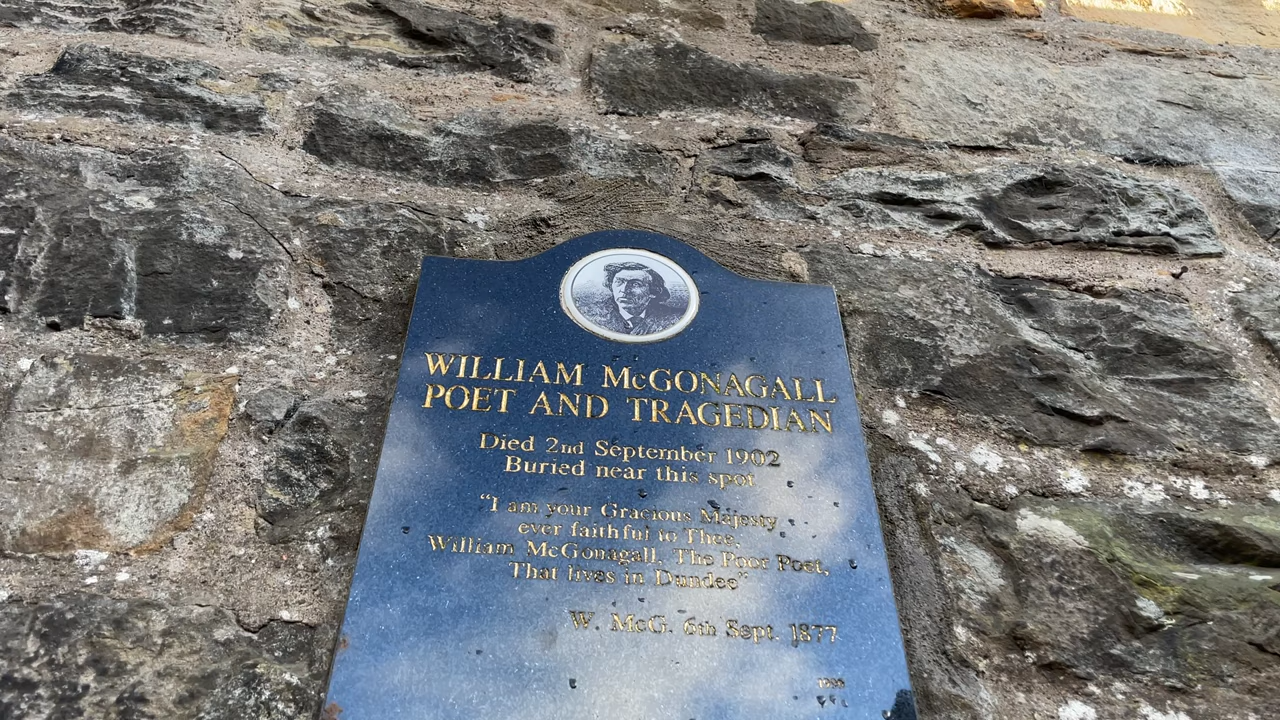 WILLIAM McGONAGALL
POET AND TRAGEDIAN
Died 2nd September 1902
Buried near this spot
“I am your Gracious Majesty
ever faithful to Thee,
William McGonagall, The Poor Poet,
That lives in Dundee”
W. McG. 6th Sept. 1877